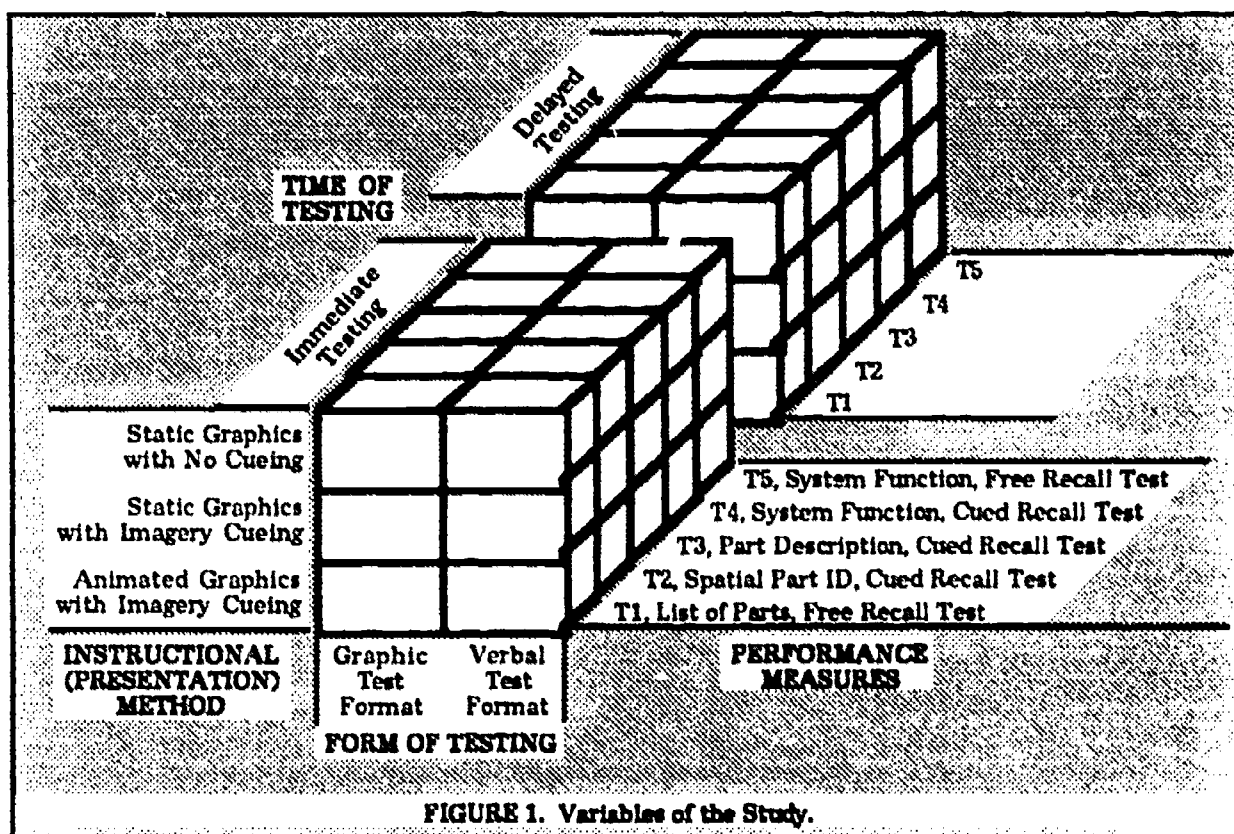 Delayed
Testing
TIME OF
TESTING
Immediate
Testing
T5
T4
T3
T2
T1
Static Graphics
with No Cueing
Static Graphics
with Imagery Cueing
Animated Graphics
with Imagery Cueing
T5, System Function, Free Recall Test
T4, System Function, Cued Recall Test
T3, Part Description, Cued Recall Test
T2, Spatial Part ID, Cued Recall Test
T1, List of Parts, Free Recall Test
INSTRUCTIONAL
(PRESENTATION)
METHOD
Graphic
Test
Format
Verbal
Test
Format
PERFORMANCE
MEASURES
FORM OF TESTING
FIGURE 1. Variables of the Study.